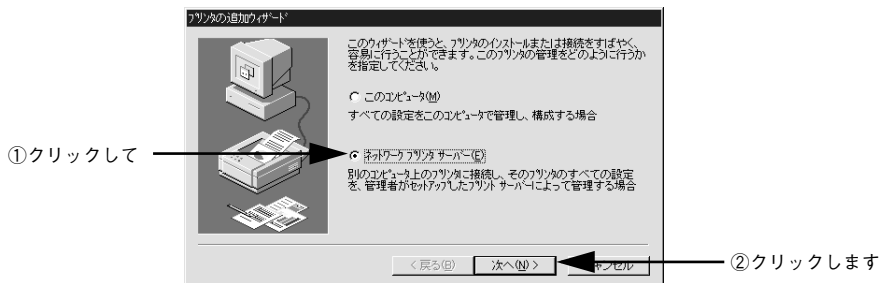 プリンタの追加ウィザード
このウィザードを使うと、プリンタのインストールまたは接続をすばやく、
容易に行うことができます。このプリンタの管理をどのように行うか
を指定してください。
このコンピュータ(M)
すべての設定をこのコンピュータで管理し、構成する場合
①クリックして
ネットワーク プリンタ サーバー(E)
別のコンピュータ上のプリンタに接続し、そのプリンタのすべての設定
を、管理者がセットアップしたプリント サーバーによって管理する場合
< 戻る(B)
次へ(N) >
キャンセル
②クリックします